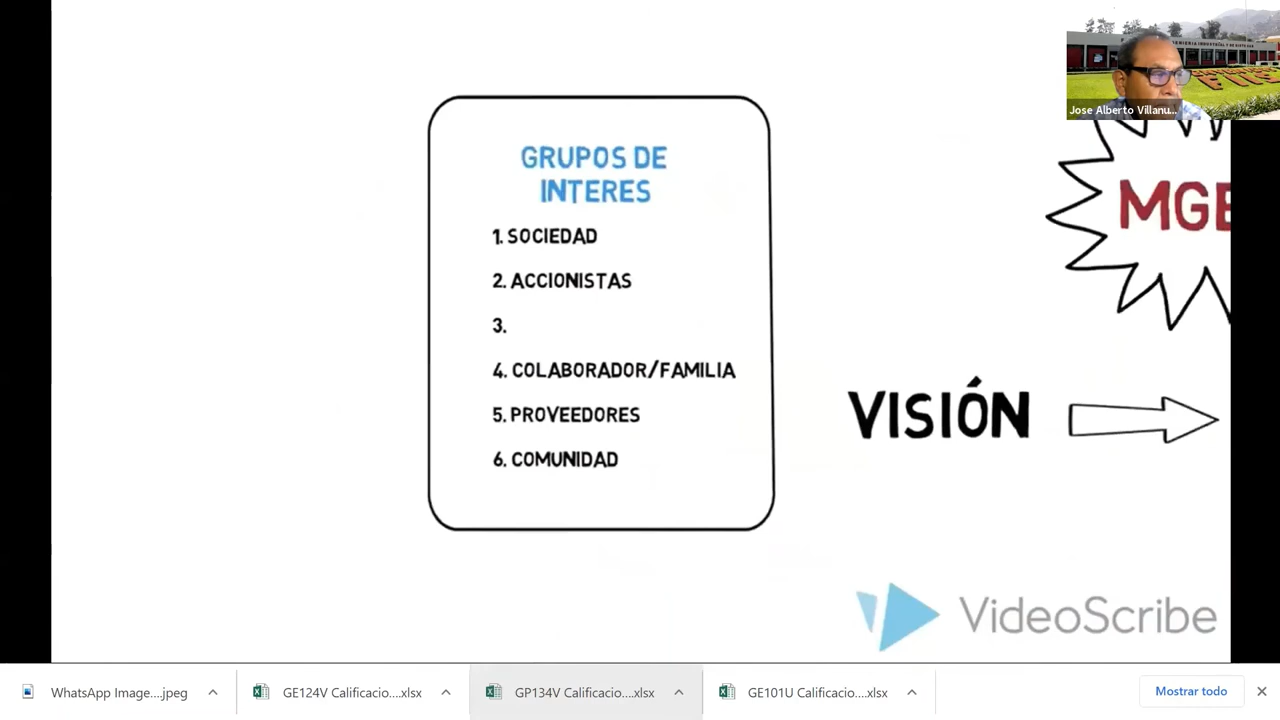 Jose Alberto Villanu...
GRUPOS DE
INTERES
1. SOCIEDAD
2. ACCIONISTAS
3.
4. COLABORADOR/FAMILIA
5. PROVEEDORES
6. COMUNIDAD
MGE
VISIÓN
VideoScribe
WhatsApp Image....jpeg
GE124V Calificacio....xlsx
GP134V Calificacio....xlsx
GE101U Calificacio....xlsx
Mostrar todo